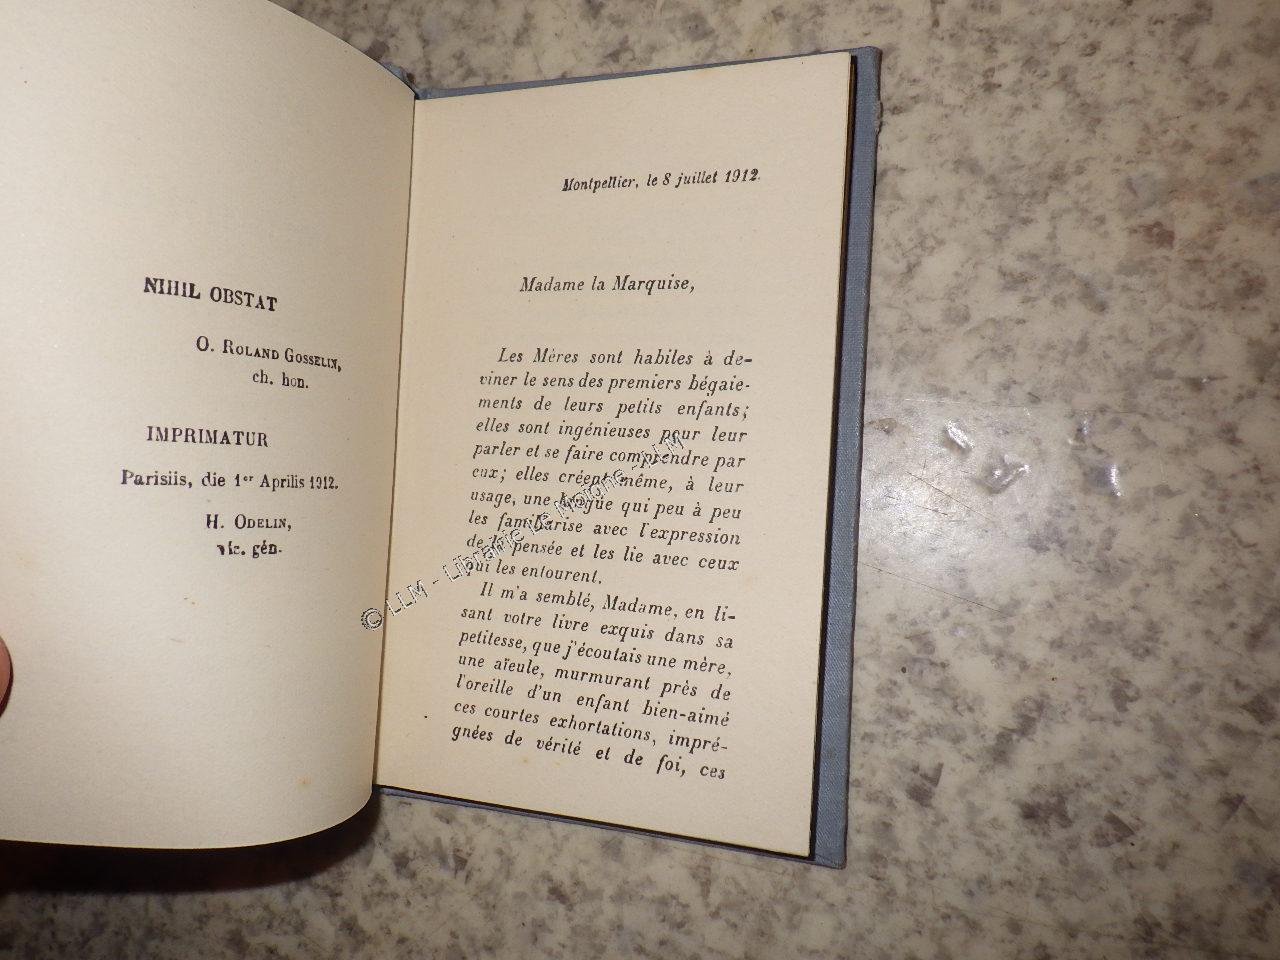 NIHIL OBSTAT
O. ROLAND GOSSELIN,
ch. hon.
IMPRIMATUR
Parisiis, die 1er Aprilis 1912.
H. ODELIN,
vic. gén.
Montpellier, le 8 juillet 1912.
Madame la Marquise,
Les Mères sont habiles à de-
viner le sens des premiers bégaie-
ments de leurs petits enfants;
elles sont ingénieuses pour leur
parler et se faire comprendre par
eux; elles créent même, à leur
usage, une langue qui peu à peu
les familiarise avec l'expression
de la pensée et les lie avec ceux
qui les entourent.
Il m'a semblé, Madame, en li-
sant votre livre exquis dans sa
petitesse, que j'écoutais une mère,
une aïeule, murmurant près de
l'oreille d'un enfant bien-aimé
ces courtes exhortations, impré-
gnées de vérité et de foi, ces
© LLM - Librairie Le Moigne - LLM